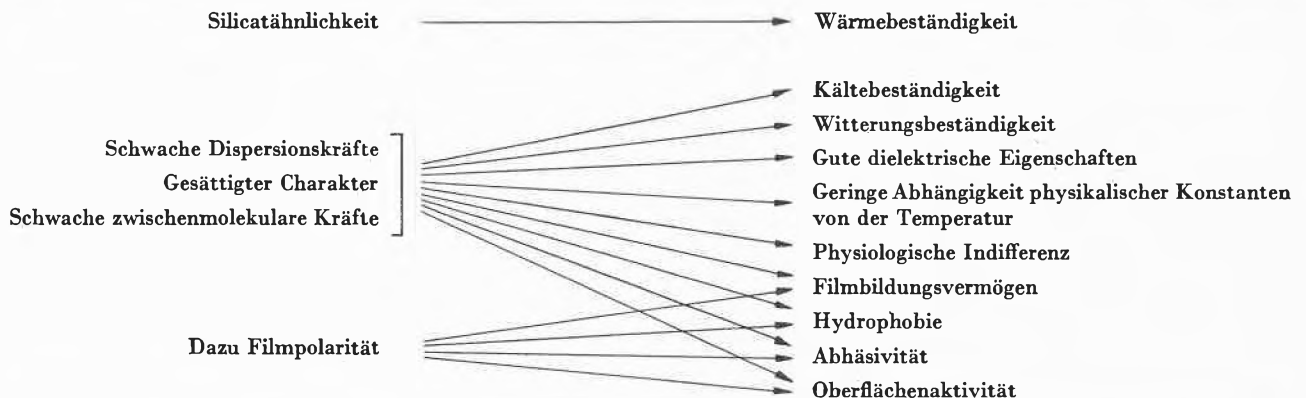 Silicatähnlichkeit
Schwache Dispersionskräfte
Gesättigter Charakter
Schwache zwischenmolekulare Kräfte
Dazu Filmpolarität
Wärmebeständigkeit
Kältebeständigkeit
Witterungsbeständigkeit
Gute dielektrische Eigenschaften
Geringe Abhängigkeit physikalischer Konstanten
von der Temperatur
Physiologische Indifferenz
Filmbildungsvermögen
Hydrophobie
Abhäsivität
Oberflächenaktivität